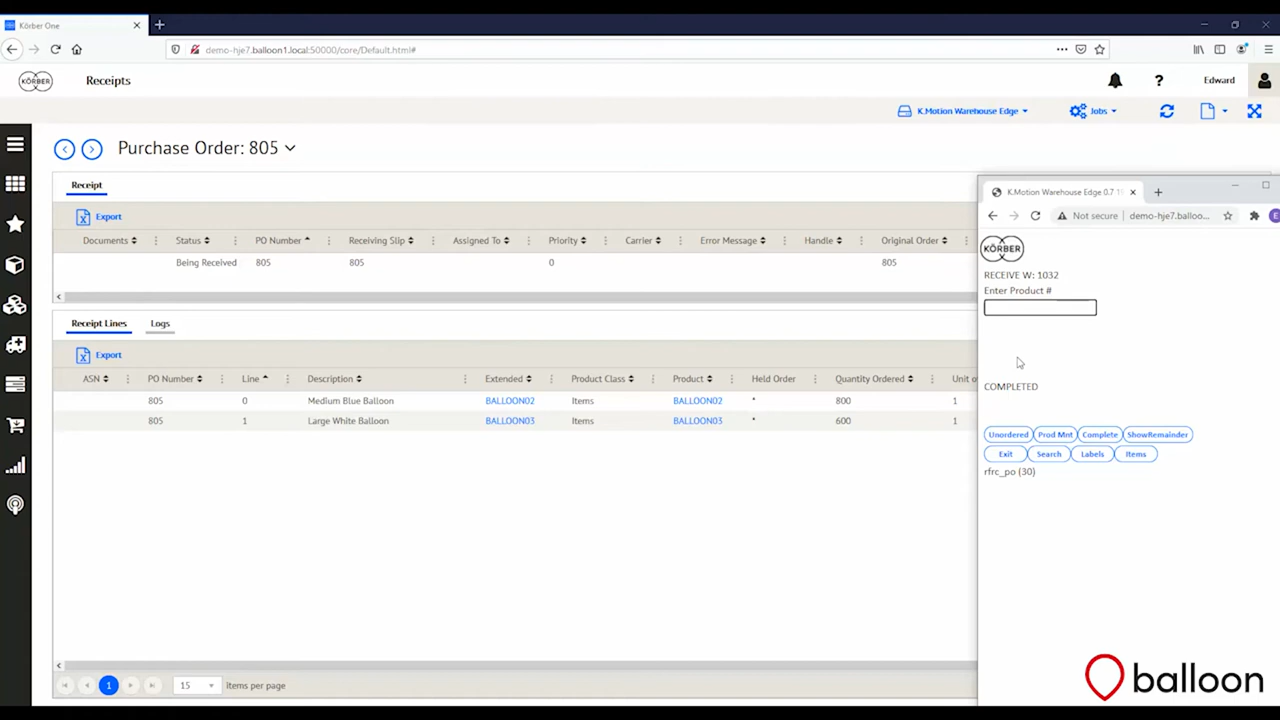 Körber One
demo-hje7.balloon1.local:50000/core/Default.html#
KÖRBER
Receipts
Edward
K.Motion Warehouse Edge
Jobs
Purchase Order: 805
Receipt
Export
Documents Status PO Number Receiving Slip Assigned To Priority Carrier Error Message Handle Original Order
Being Received 805 805 0 805
Receipt Lines Logs
Export
ASN PO Number Line Description Extended Product Class Product Held Order Quantity Ordered Unit
805 0 Medium Blue Balloon BALLOON02 Items BALLOON02 * 800 1
805 1 Large White Balloon BALLOON03 Items BALLOON03 * 600 1
1 15 items per page
K.Motion Warehouse Edge 0.7
Not secure demo-hje7.balloo...
E
KÖRBER
RECEIVE W: 1032
Enter Product #
COMPLETED
Unordered Prod Mnt Complete ShowRemainder
Exit Search Labels Items
rfrc_po (30)
balloon